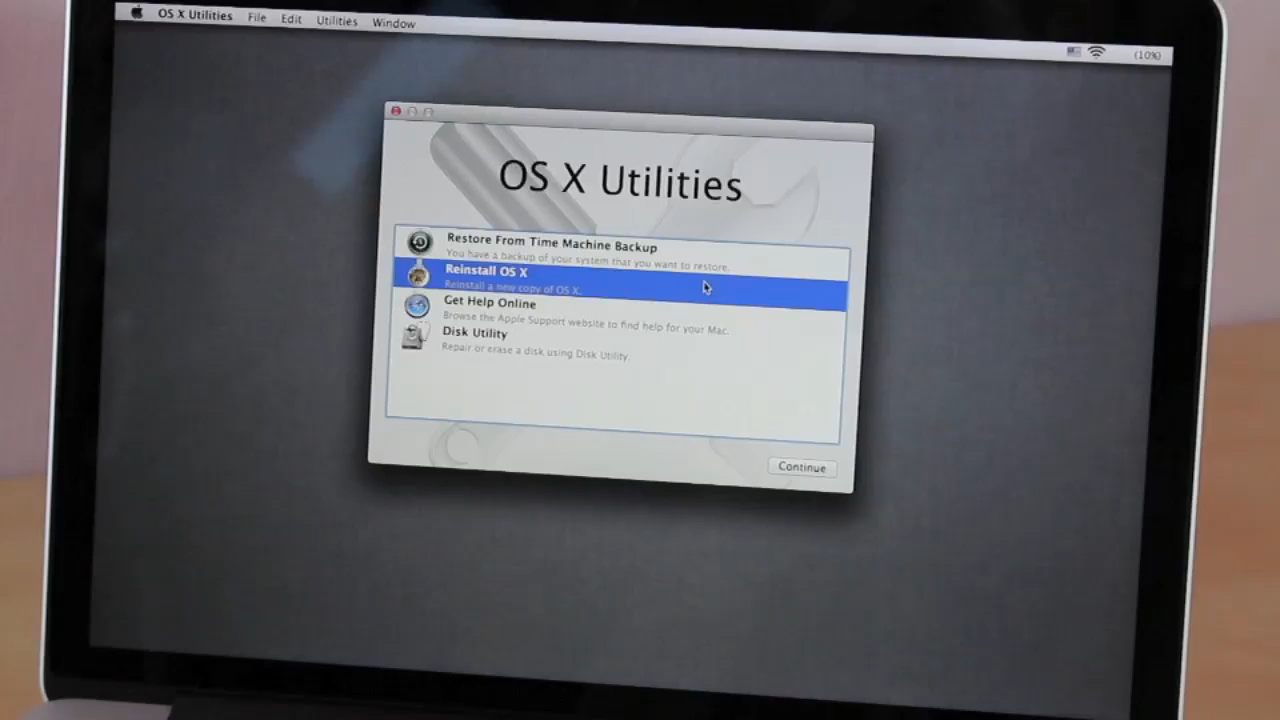 OS X Utilities File Edit Utilities Window (10%)
OS X Utilities
Restore From Time Machine Backup
You have a backup of your system that you want to restore.
Reinstall OS X
Reinstall a new copy of OS X.
Get Help Online
Browse the Apple Support website to find help for your Mac.
Disk Utility
Repair or erase a disk using Disk Utility.
Continue